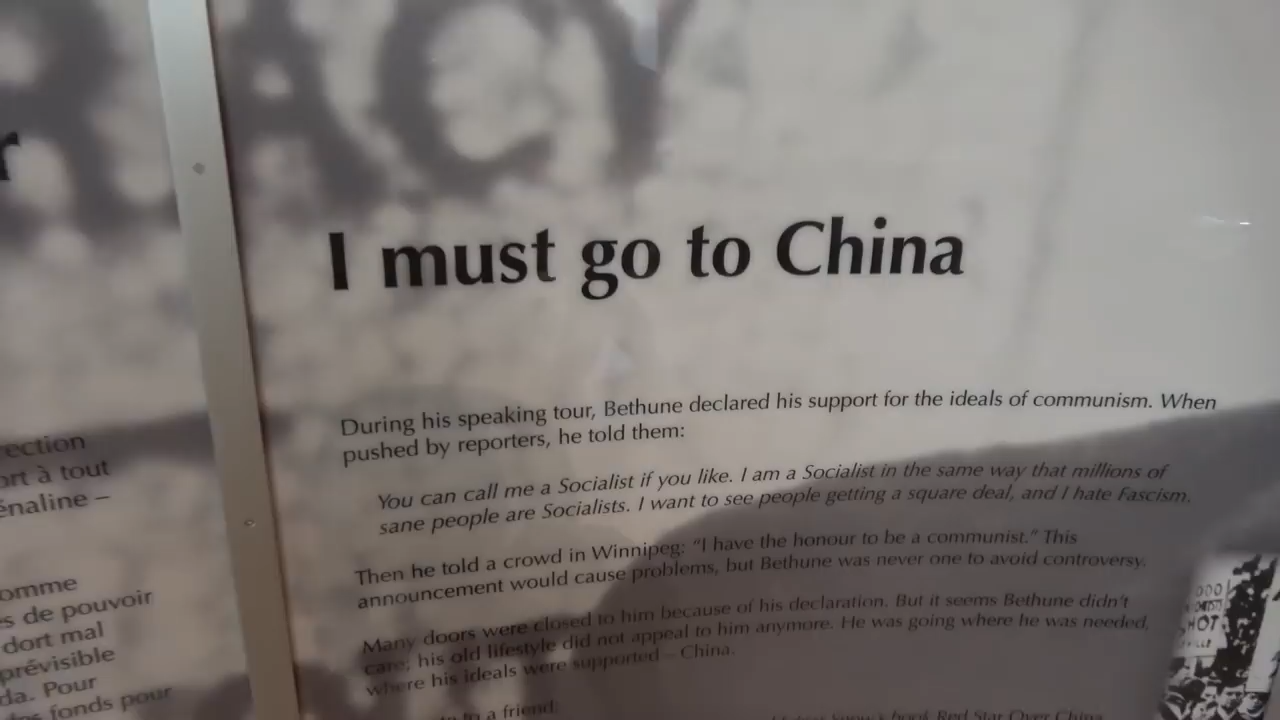 I must go to China
During his speaking tour, Bethune declared his support for the ideals of communism. When
pushed by reporters, he told them:
You can call me a Socialist if you like. I am a Socialist in the same way that millions of
sane people are Socialists. I want to see people getting a square deal, and I hate Fascism.
Then he told a crowd in Winnipeg: “I have the honour to be a communist.” This
announcement would cause problems, but Bethune was never one to avoid controversy.
Many doors were closed to him because of his declaration. But it seems Bethune didn’t
care; his old lifestyle did not appeal to him anymore. He was going where he was needed,
where his ideals were supported – China.
to a friend:
book Red Star Over China
ort à tout
énaline –
de pouvoir
dort mal
prévisible
Pour
fonds pour
HOT